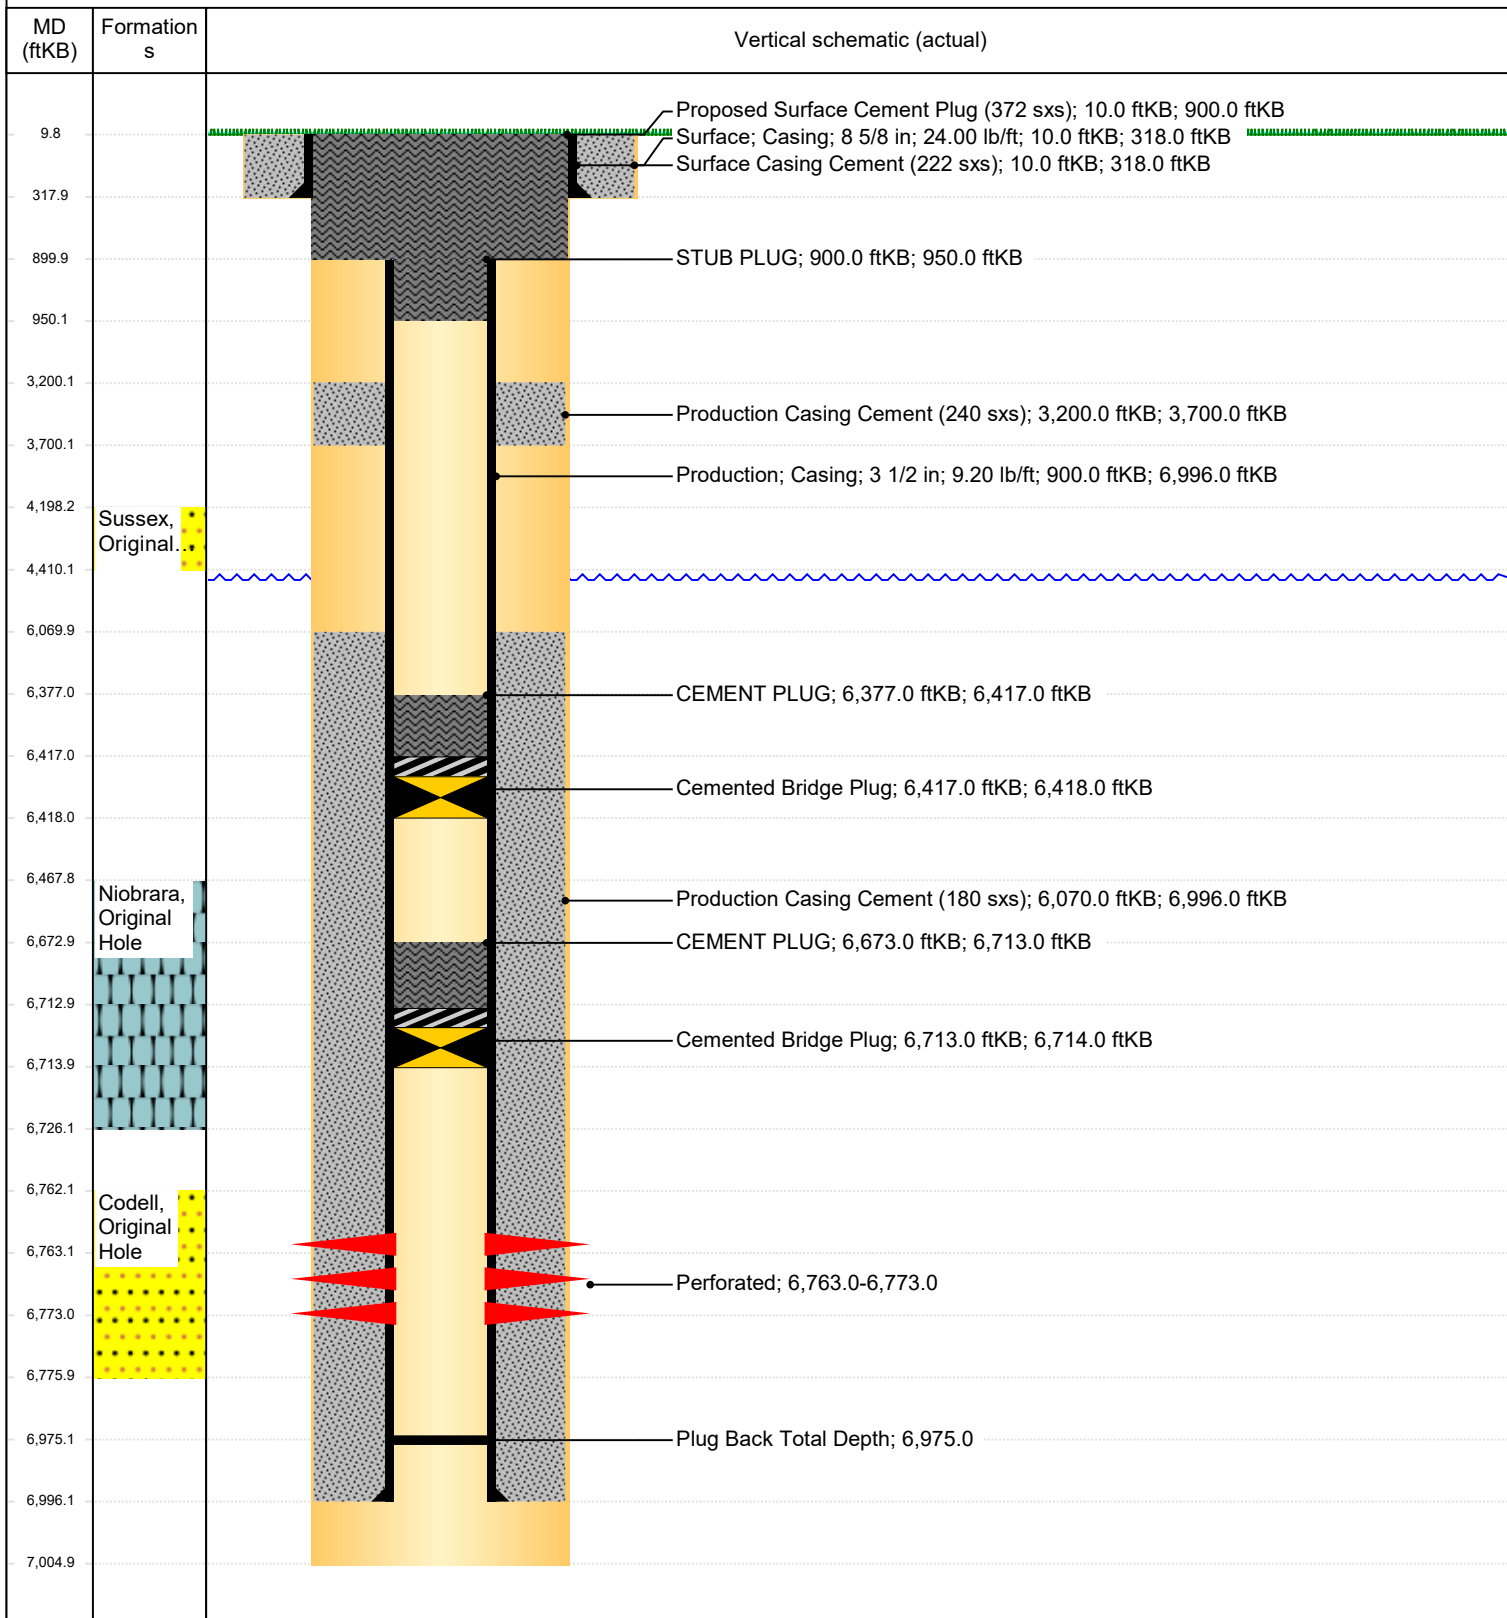 MD
(ftKB)
Formation
s
Vertical schematic (actual)
Proposed Surface Cement Plug (372 sxs); 10.0 ftKB; 900.0 ftKB
9.8
Surface; Casing; 8 5/8 in; 24.00 lb/ft; 10.0 ftKB; 318.0 ftKB
Surface Casing Cement (222 sxs); 10.0 ftKB; 318.0 ftKB
317.9
899.9
STUB PLUG; 900.0 ftKB; 950.0 ftKB
950.1
3,200.1
Production Casing Cement (240 sxs); 3,200.0 ftKB; 3,700.0 ftKB
3,700.1
Production; Casing; 3 1/2 in; 9.20 lb/ft; 900.0 ftKB; 6,996.0 ftKB
4,198.2
Sussex,
Original...
4,410.1
6,069.9
6,377.0
CEMENT PLUG; 6,377.0 ftKB; 6,417.0 ftKB
6,417.0
Cemented Bridge Plug; 6,417.0 ftKB; 6,418.0 ftKB
6,418.0
6,467.8
Niobrara,
Original
Hole
Production Casing Cement (180 sxs); 6,070.0 ftKB; 6,996.0 ftKB
6,672.9
CEMENT PLUG; 6,673.0 ftKB; 6,713.0 ftKB
6,712.9
Cemented Bridge Plug; 6,713.0 ftKB; 6,714.0 ftKB
6,713.9
6,726.1
6,762.1
Codell,
Original
Hole
6,763.1
Perforated; 6,763.0-6,773.0
6,773.0
6,775.9
6,975.1
Plug Back Total Depth; 6,975.0
6,996.1
7,004.9